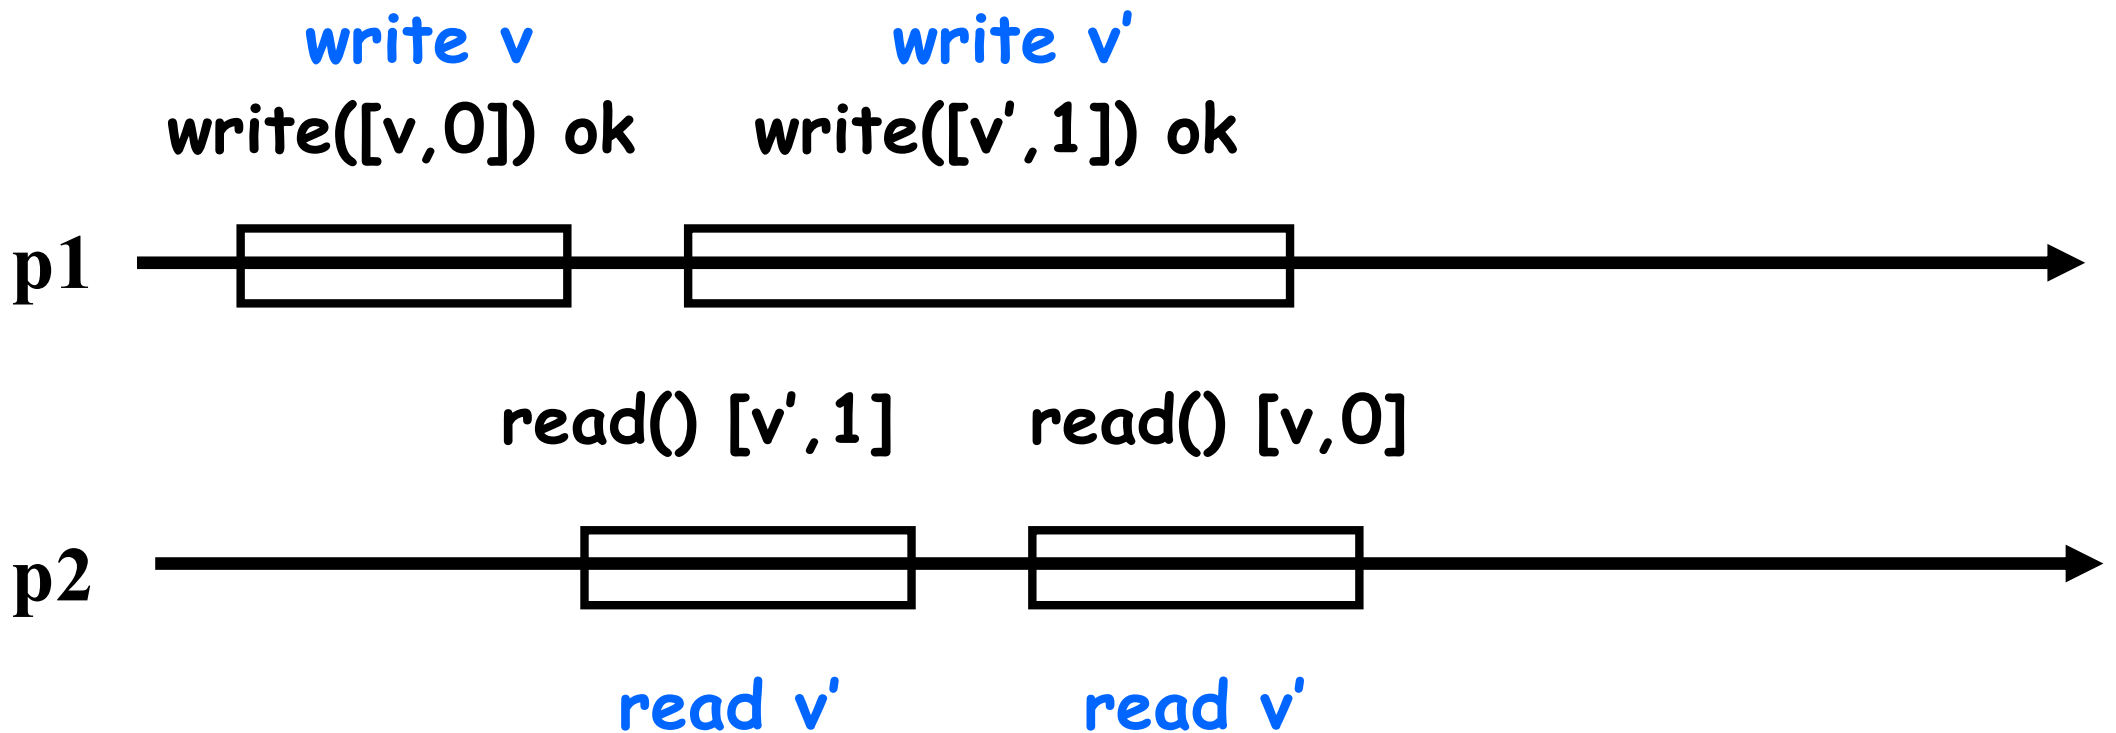 write v write v′
write([v,0]) ok write([v′,1]) ok
p1
read() [v′,1] read() [v,0]
p2
read v′ read v′